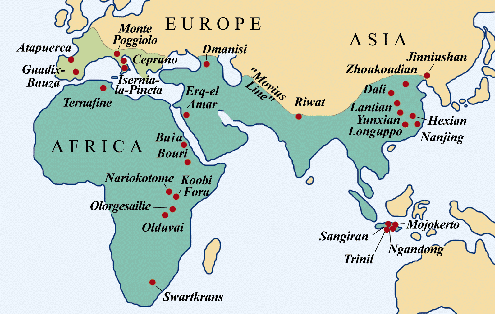 EUROPE
ASIA
AFRICA
Atapuerca
Guadix-
Bauza
Monte
Poggiolo
Ceprano
Isernia-
la-Pineta
Dmanisi
"Movius
Line"
Jinniushan
Zhoukoudian
Dali
Lantian
Yunxian
Longuppo
Hexian
Nanjing
Riwat
Ternafine
Erq-el
Amar
Buia
Bouri
Nariokotome
Koobi
Fora
Olorgesailic
Olduvai
Swartkrans
Sangiran
Trinil
Mojokerto
Ngandong